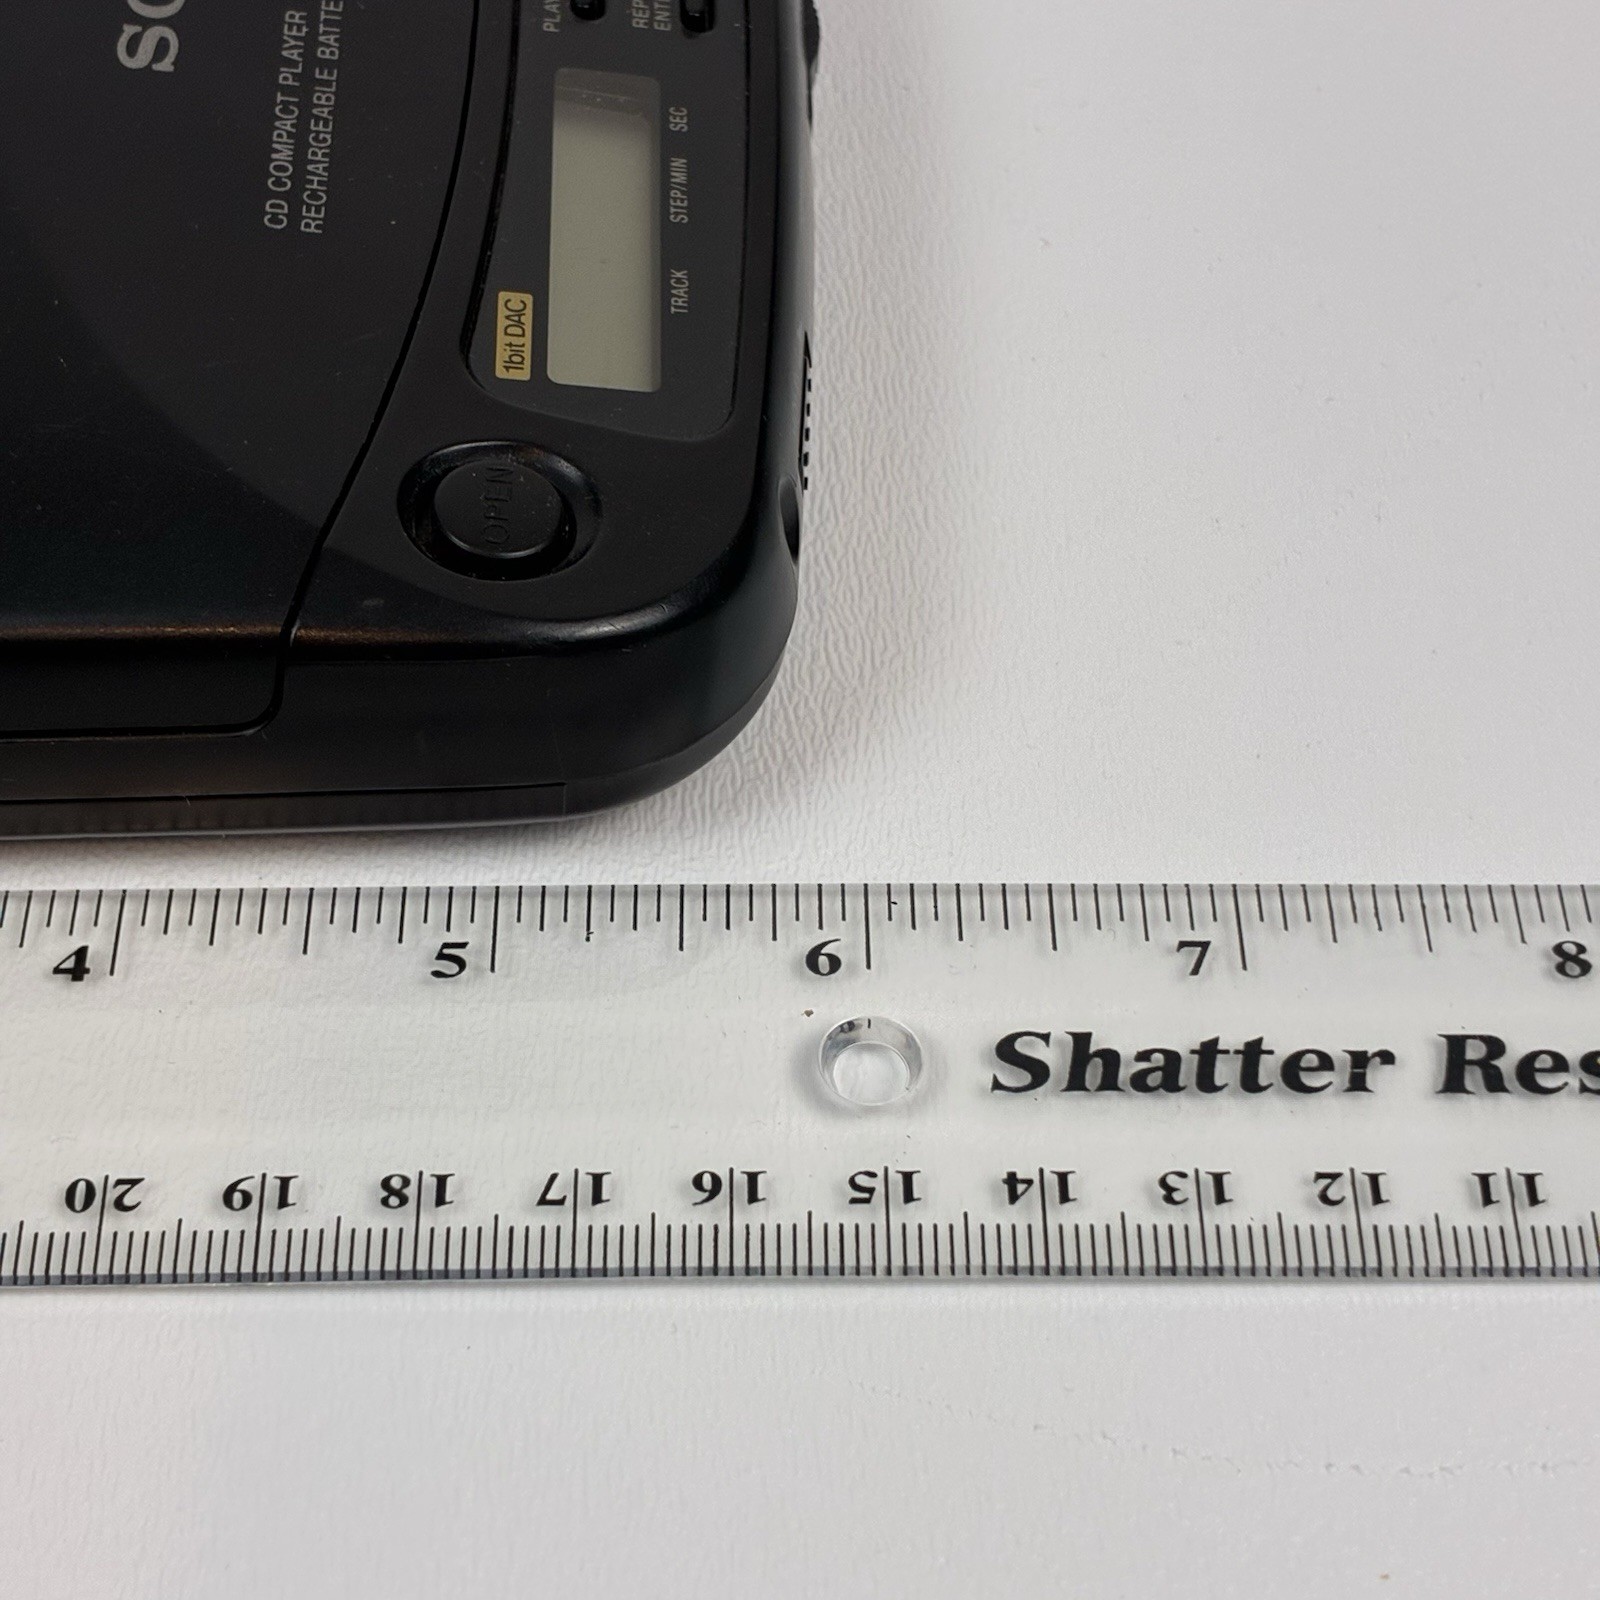 SO
CD COMPACT PLAYER
RECHARGEABLE BATTE
PLAY
REP
ENT
SEC
STEP/MIN
TRACK
1bit DAC
OPEN
4 5 6 7 8
Shatter Res
20 19 18 17 16 15 14 13 12 11